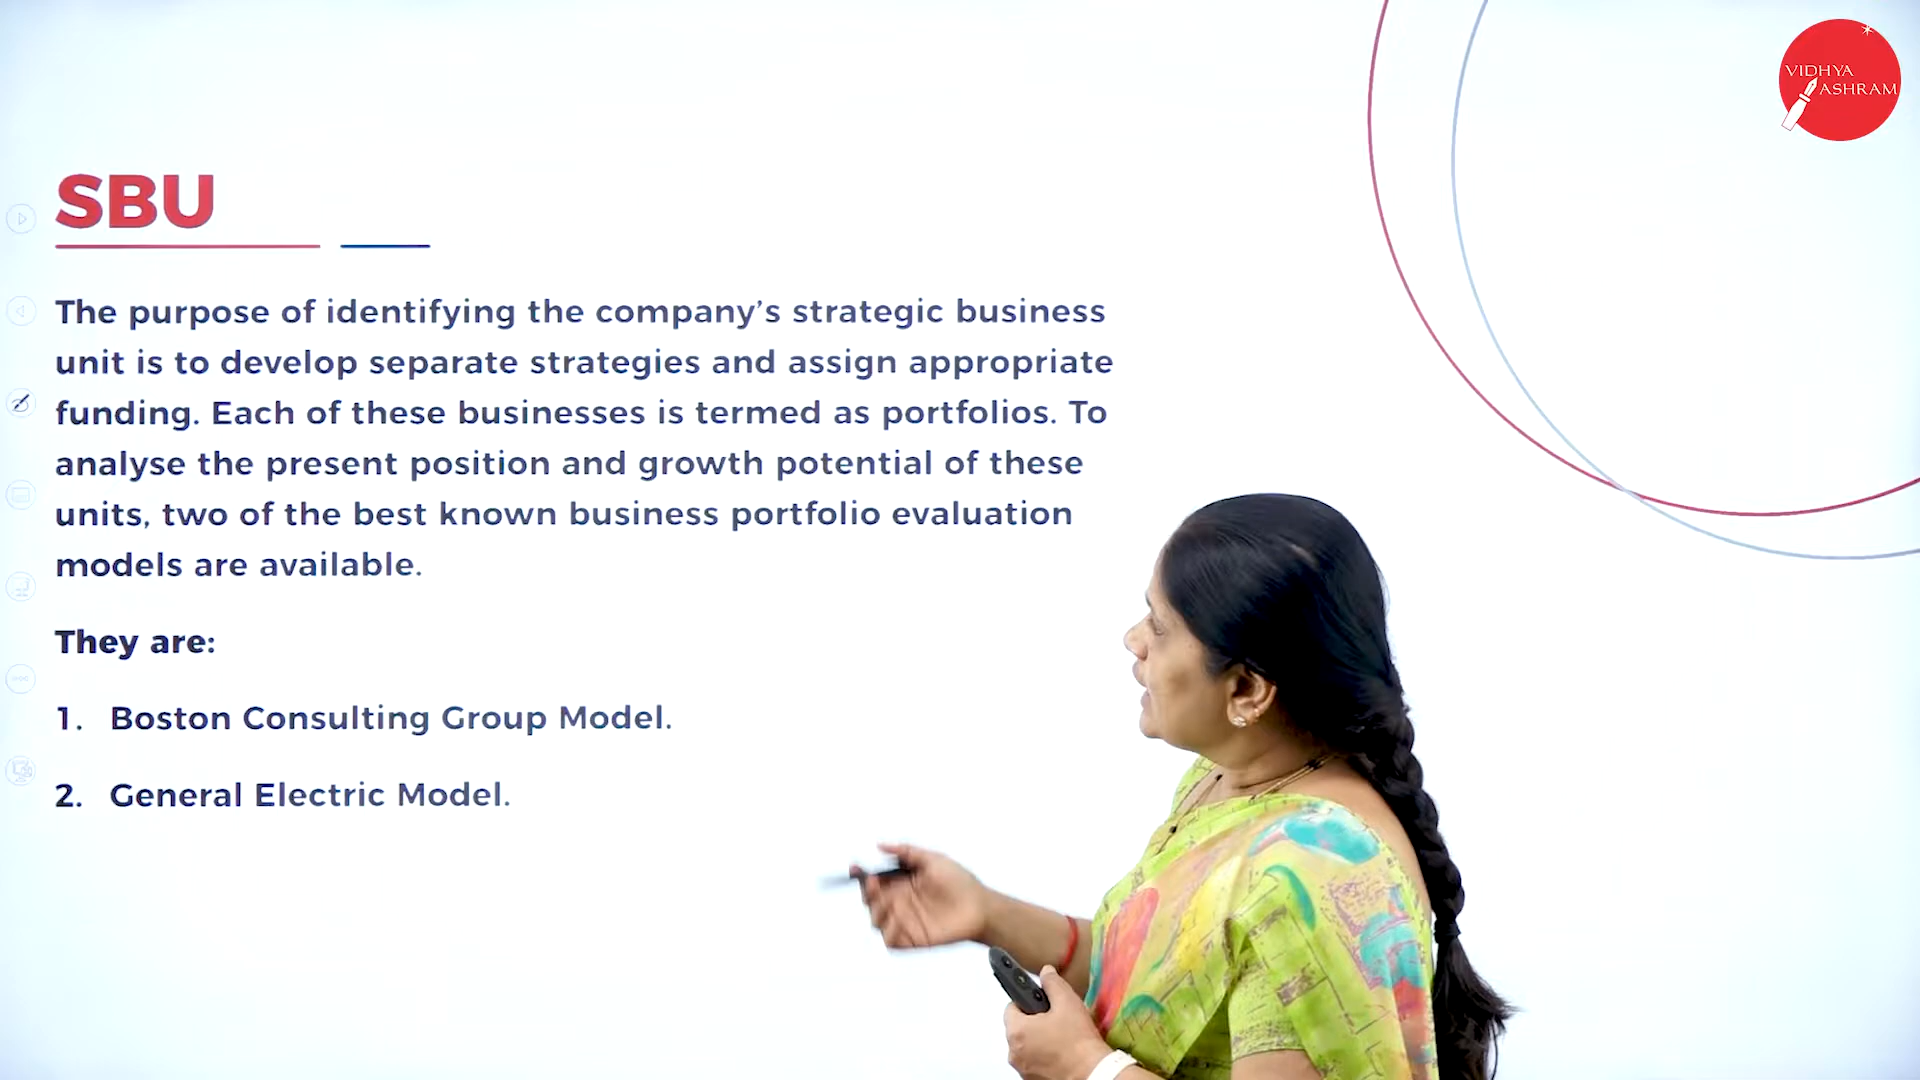 VIDHYA
ASHRAM
SBU
The purpose of identifying the company’s strategic business
unit is to develop separate strategies and assign appropriate
funding. Each of these businesses is termed as portfolios. To
analyse the present position and growth potential of these
units, two of the best known business portfolio evaluation
models are available.
They are:
1. Boston Consulting Group Model.
2. General Electric Model.